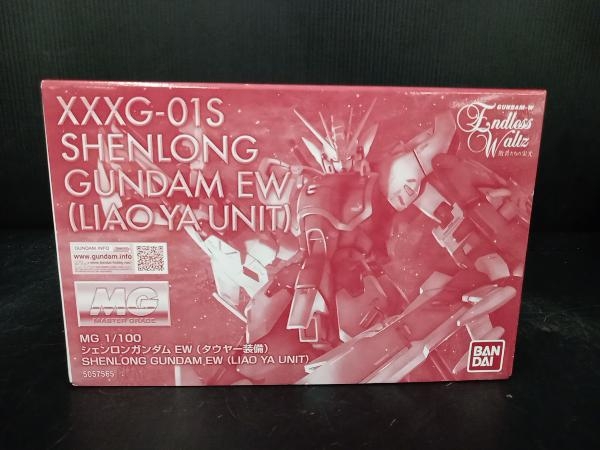 XXXG-01S
SHENLONG
GUNDAM EW
(LIAO YA UNIT)
GUNDAM-W
Endless
Waltz
敗者たちの栄光
GUNDAM.INFO
www.gundam.info
MG
MASTER GRADE
MG 1/100
シェンロンガンダム EW（タウヤー装備）
SHENLONG GUNDAM EW (LIAO YA UNIT)
5057565
BAN
DAI